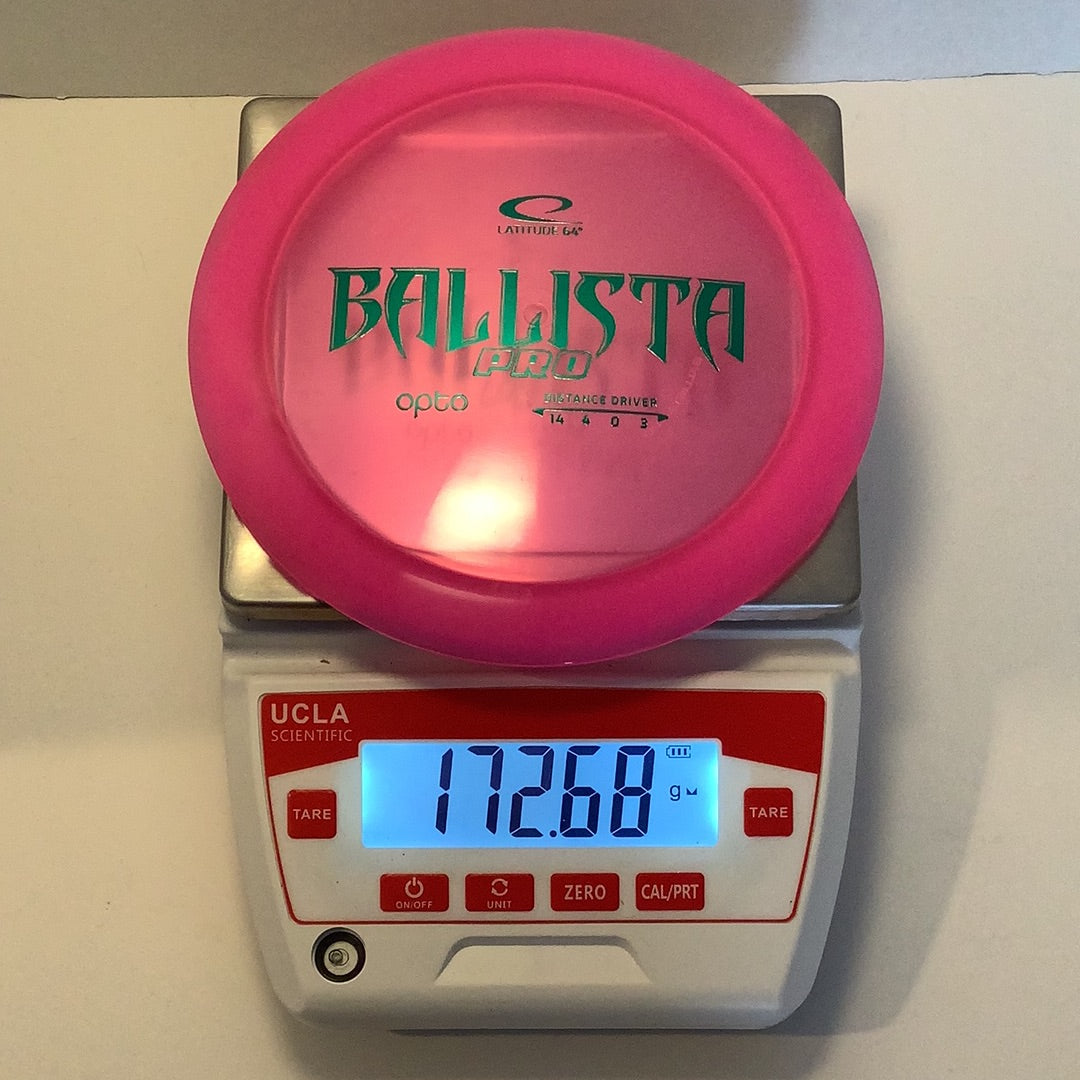 LATITUDE 64°
BALLISTA
PRO
opto
DISTANCE DRIVER
14 4 0 3
UCLA
SCIENTIFIC
172.68 g
TARE
TARE
ON/OFF
UNIT
ZERO
CAL/PRT